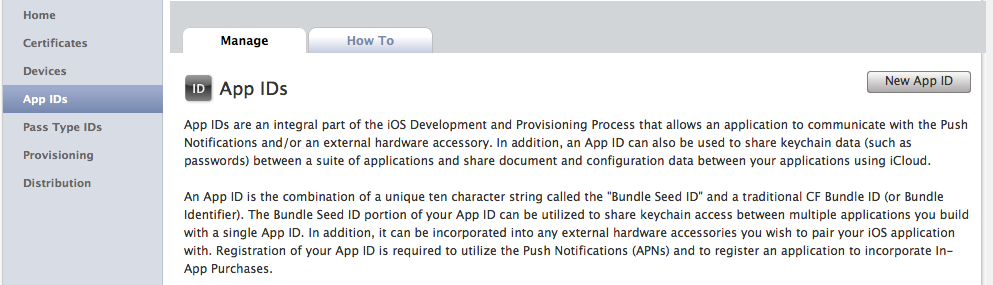 Home
Certificates
Devices
App IDs
Pass Type IDs
Provisioning
Distribution
Manage
How To
ID App IDs
New App ID
App IDs are an integral part of the iOS Development and Provisioning Process that allows an application to communicate with the Push
Notifications and/or an external hardware accessory. In addition, an App ID can also be used to share keychain data (such as
passwords) between a suite of applications and share document and configuration data between your applications using iCloud.
An App ID is the combination of a unique ten character string called the "Bundle Seed ID" and a traditional CF Bundle ID (or Bundle
Identifier). The Bundle Seed ID portion of your App ID can be utilized to share keychain access between multiple applications you build
with a single App ID. In addition, it can be incorporated into any external hardware accessories you wish to pair your iOS application
with. Registration of your App ID is required to utilize the Push Notifications (APNs) and to register an application to incorporate In-
App Purchases.